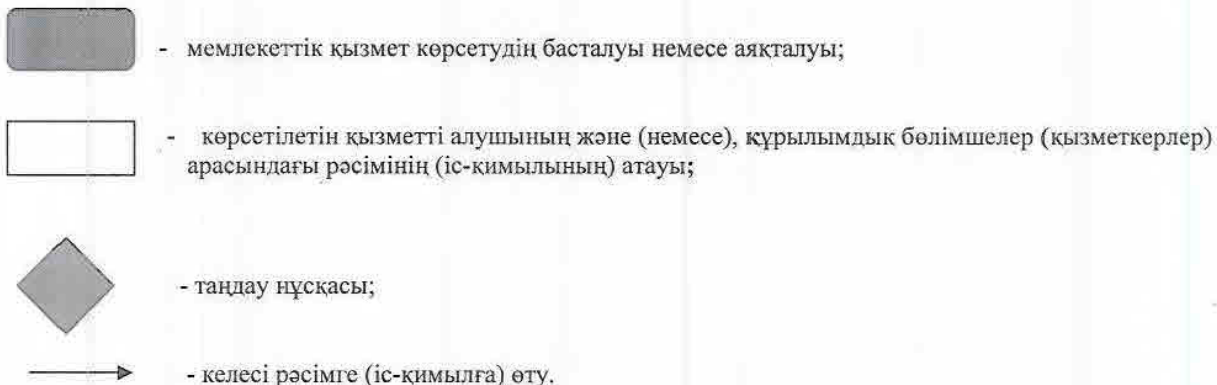 - мемлекеттік қызмет көрсетудің басталуы немесе аяқталуы;
- көрсетілетін қызметті алушының және (немесе), құрылымдық бөлімшелер (қызметкерлер)
арасындағы рәсімінің (іс-қимылының) атауы;
- таңдау нұсқасы;
- келесі рәсімге (іс-қимылға) өту.